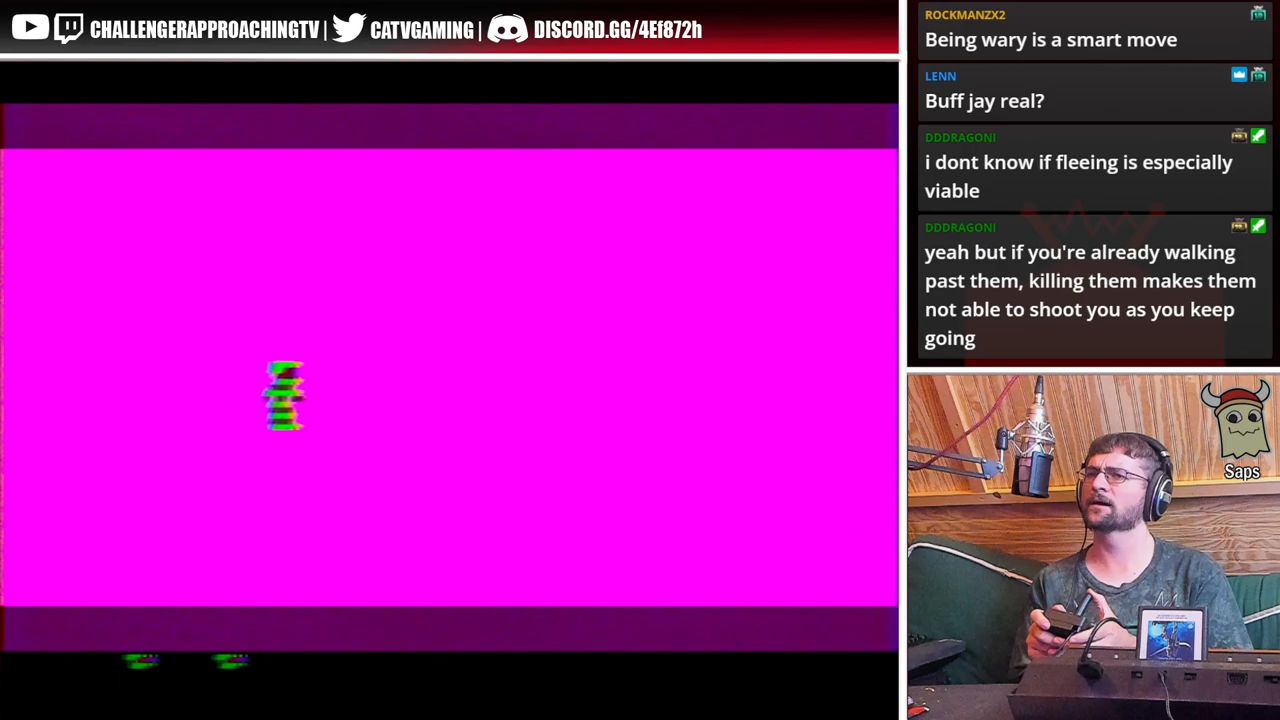 CHALLENGERAPPROACHINGTV | CATVGAMING | DISCORD.GG/4Ef872h
ROCKMANZX2
Being wary is a smart move
LENN
Buff jay real?
DDDRAGONI
i dont know if fleeing is especially
viable
DDDRAGONI
yeah but if you're already walking
past them, killing them makes them
not able to shoot you as you keep
going
Saps